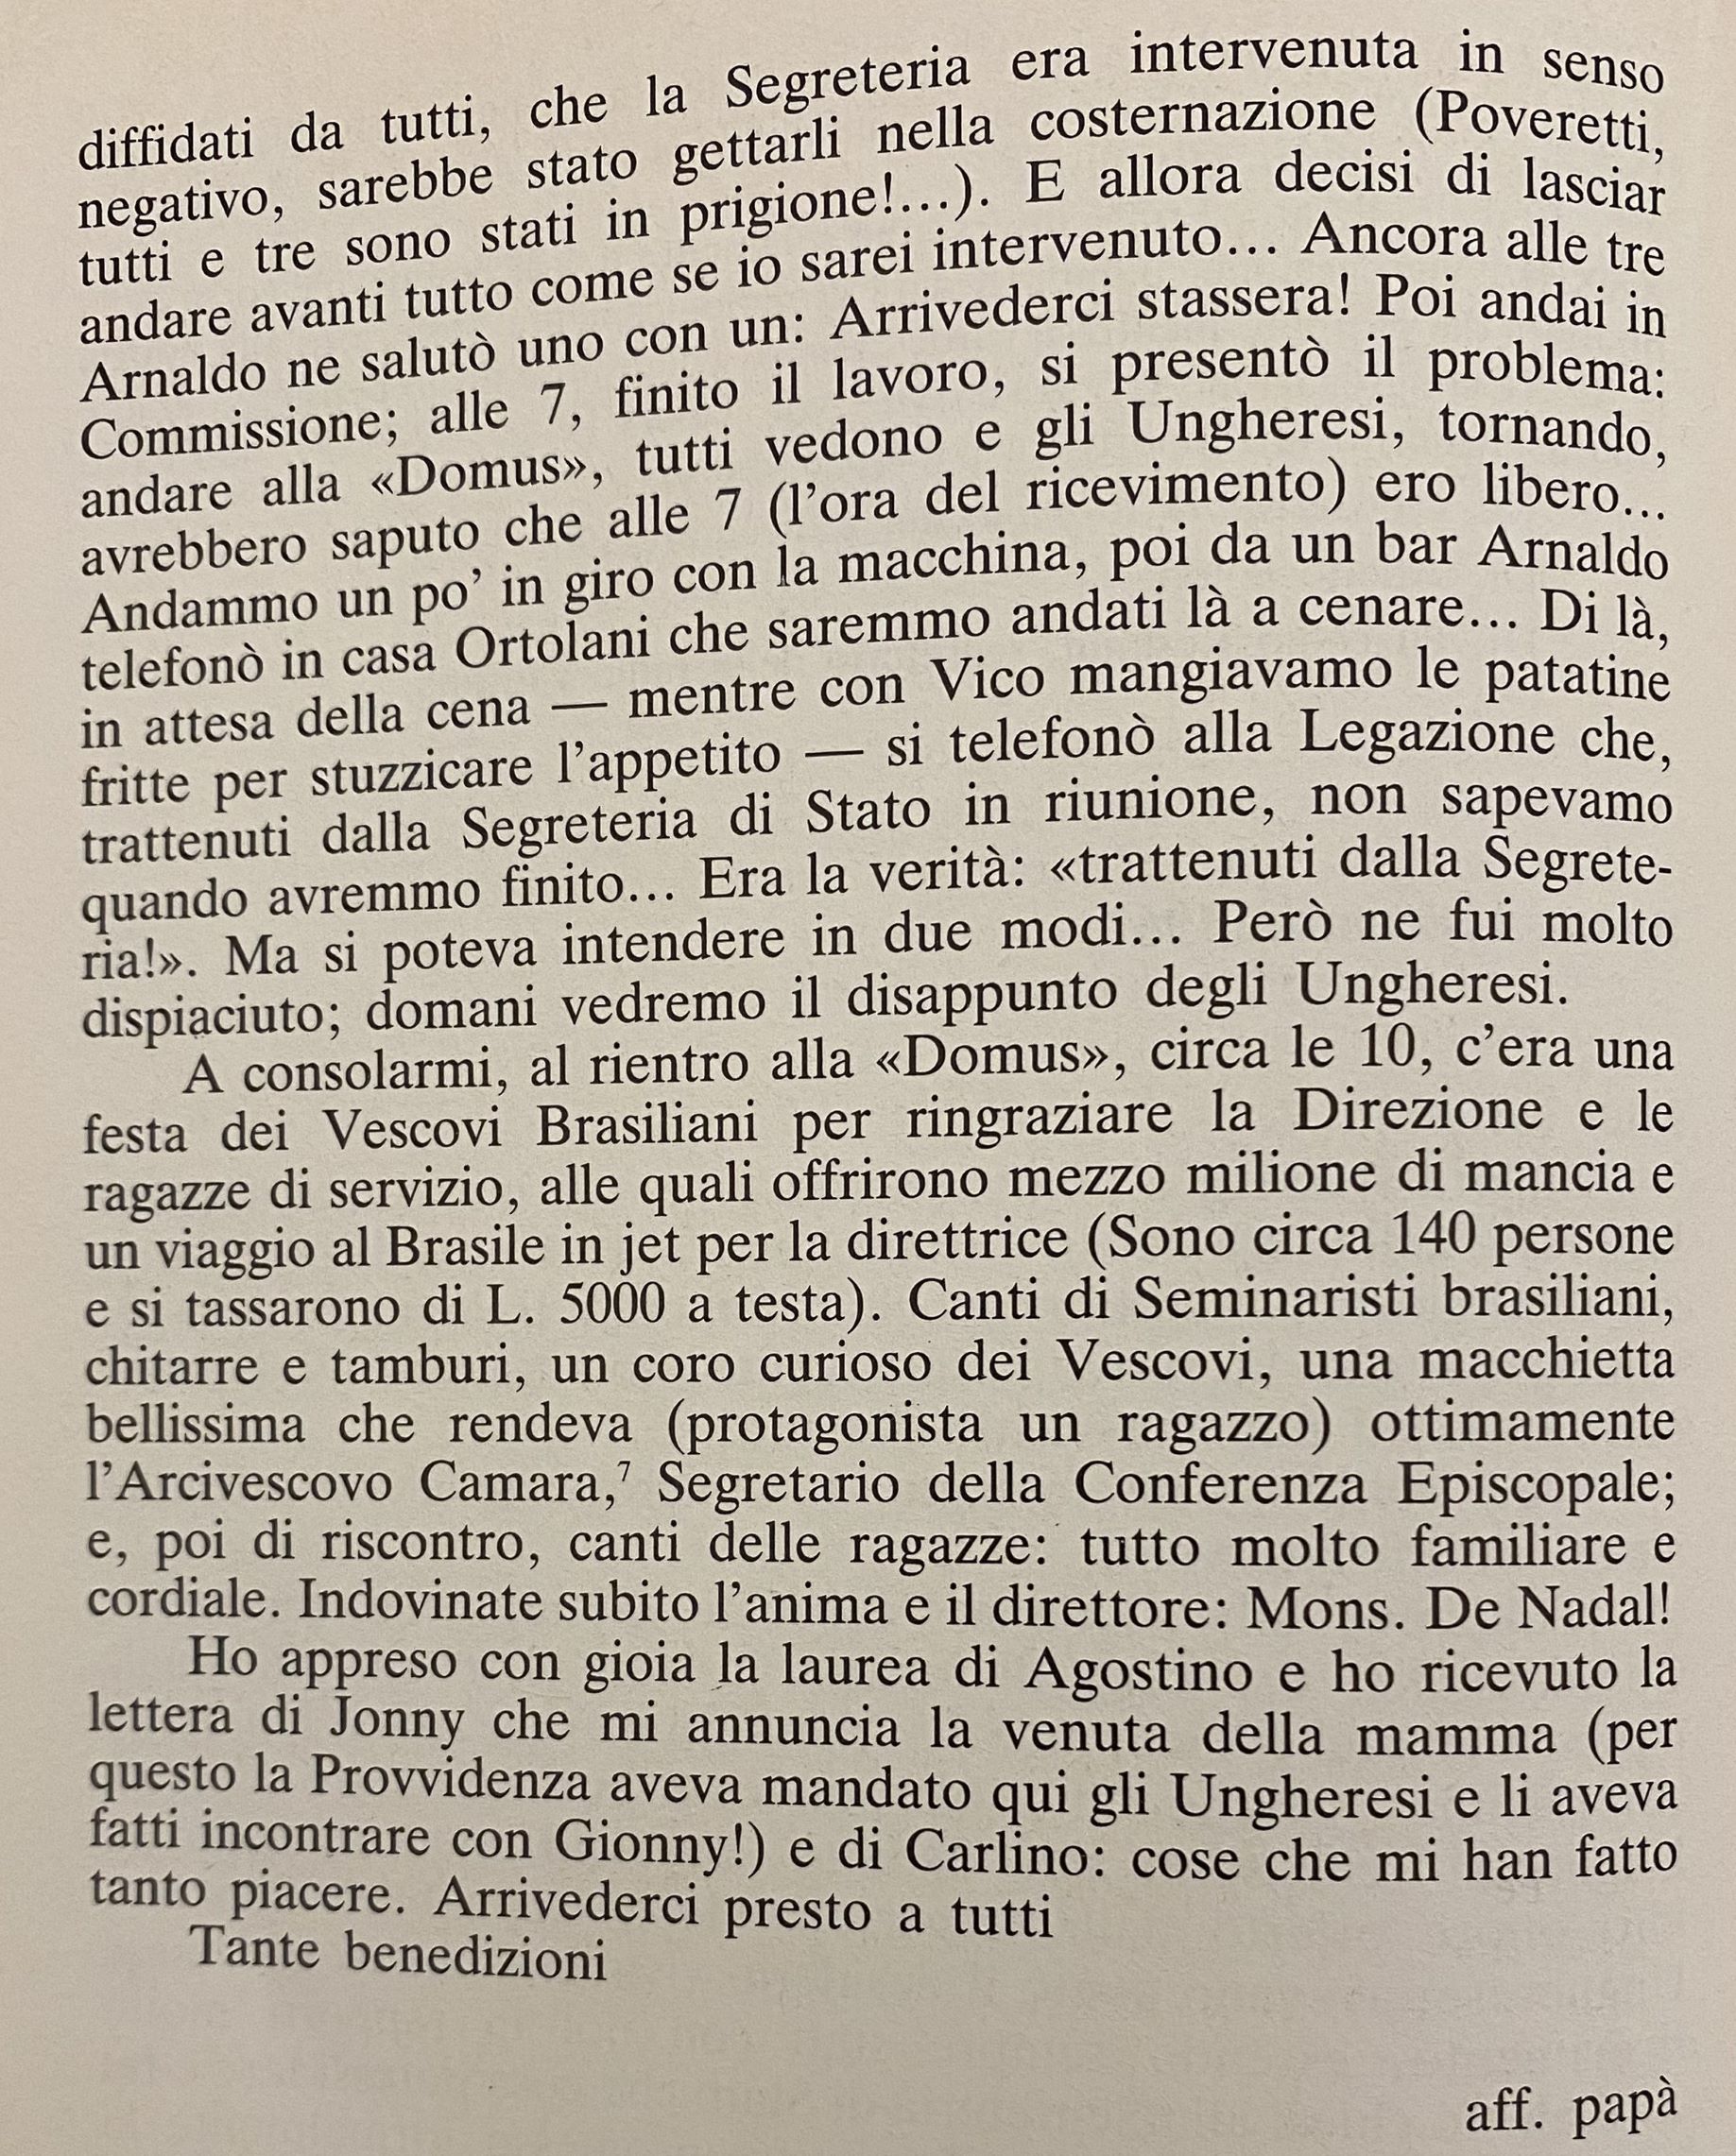 diffidati da tutti, che la Segreteria era intervenuta in senso
negativo, sarebbe stato gettarli nella costernazione (Poveretti,
tutti e tre sono stati in prigione!...). E allora decisi di lasciar
andare avanti tutto come se io sarei intervenuto... Ancora alle tre
Arnaldo ne salutò uno con un: Arrivederci stassera! Poi andai in
Commissione; alle 7, finito il lavoro, si presentò il problema:
andare alla «Domus», tutti vedono e gli Ungheresi, tornando,
avrebbero saputo che alle 7 (l'ora del ricevimento) ero libero...
Andammo un po' in giro con la macchina, poi da un bar Arnaldo
telefonò in casa Ortolani che saremmo andati là a cenare... Di là,
in attesa della cena — mentre con Vico mangiavamo le patatine
fritte per stuzzicare l'appetito — si telefonò alla Legazione che,
trattenuti dalla Segreteria di Stato in riunione, non sapevamo
quando avremmo finito... Era la verità: «trattenuti dalla Segrete-
ria!». Ma si poteva intendere in due modi... Però ne fui molto
dispiaciuto; domani vedremo il disappunto degli Ungheresi.
A consolarmi, al rientro alla «Domus», circa le 10, c'era una
festa dei Vescovi Brasiliani per ringraziare la Direzione e le
ragazze di servizio, alle quali offrirono mezzo milione di mancia e
un viaggio al Brasile in jet per la direttrice (Sono circa 140 persone
e si tassarono di L. 5000 a testa). Canti di Seminaristi brasiliani,
chitarre e tamburi, un coro curioso dei Vescovi, una macchietta
bellissima che rendeva (protagonista un ragazzo) ottimamente
l'Arcivescovo Camara,⁷ Segretario della Conferenza Episcopale;
e, poi di riscontro, canti delle ragazze: tutto molto familiare e
cordiale. Indovinate subito l'anima e il direttore: Mons. De Nadal!
Ho appreso con gioia la laurea di Agostino e ho ricevuto la
lettera di Jonny che mi annuncia la venuta della mamma (per
questo la Provvidenza aveva mandato qui gli Ungheresi e li aveva
fatti incontrare con Gionny!) e di Carlino: cose che mi han fatto
tanto piacere. Arrivederci presto a tutti
Tante benedizioni
aff. papà